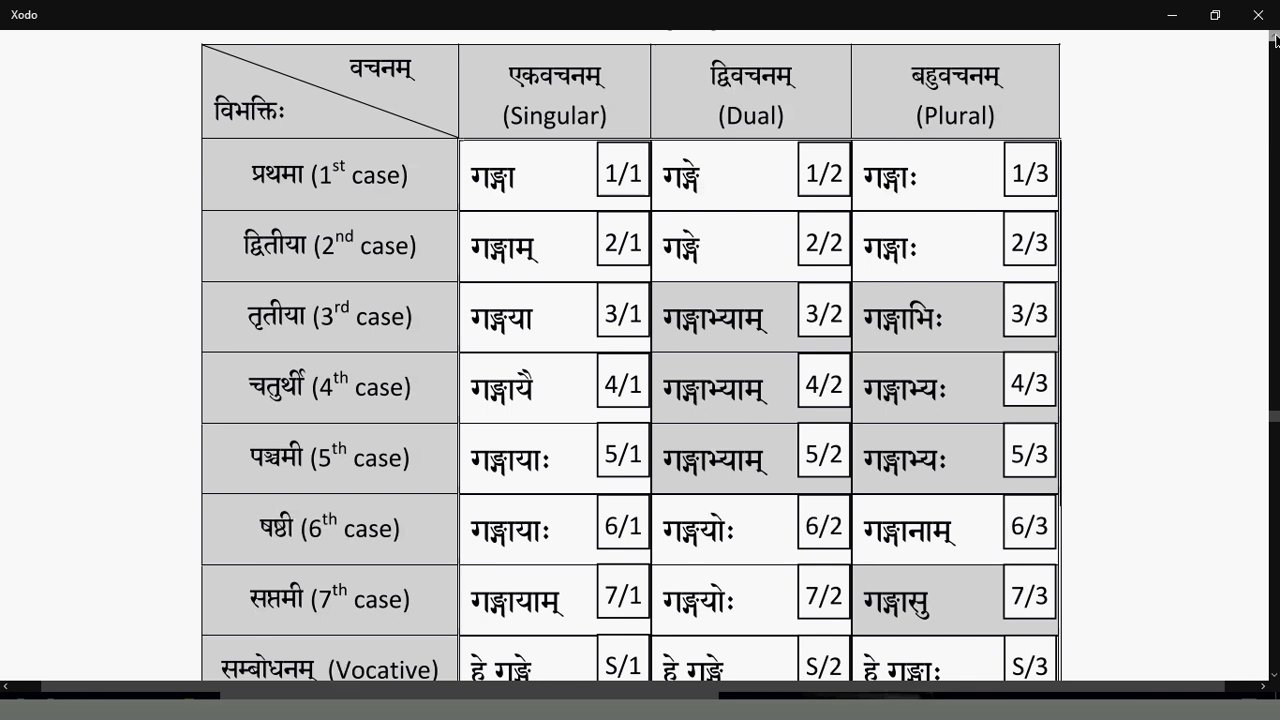 Xodo
वचनम्
विभक्तिः
एकवचनम्
(Singular)
द्विवचनम्
(Dual)
बहुवचनम्
(Plural)
प्रथमा (1st case) गङ्गा 1/1 गङ्गे 1/2 गङ्गाः 1/3
द्वितीया (2nd case) गङ्गाम् 2/1 गङ्गे 2/2 गङ्गाः 2/3
तृतीया (3rd case) गङ्गया 3/1 गङ्गाभ्याम् 3/2 गङ्गाभिः 3/3
चतुर्थी (4th case) गङ्गायै 4/1 गङ्गाभ्याम् 4/2 गङ्गाभ्यः 4/3
पञ्चमी (5th case) गङ्गायाः 5/1 गङ्गाभ्याम् 5/2 गङ्गाभ्यः 5/3
षष्ठी (6th case) गङ्गायाः 6/1 गङ्गयोः 6/2 गङ्गानाम् 6/3
सप्तमी (7th case) गङ्गायाम् 7/1 गङ्गयोः 7/2 गङ्गासु 7/3
सम्बोधनम् (Vocative) हे गङ्गे S/1 हे गङ्गे S/2 हे गङ्गाः S/3